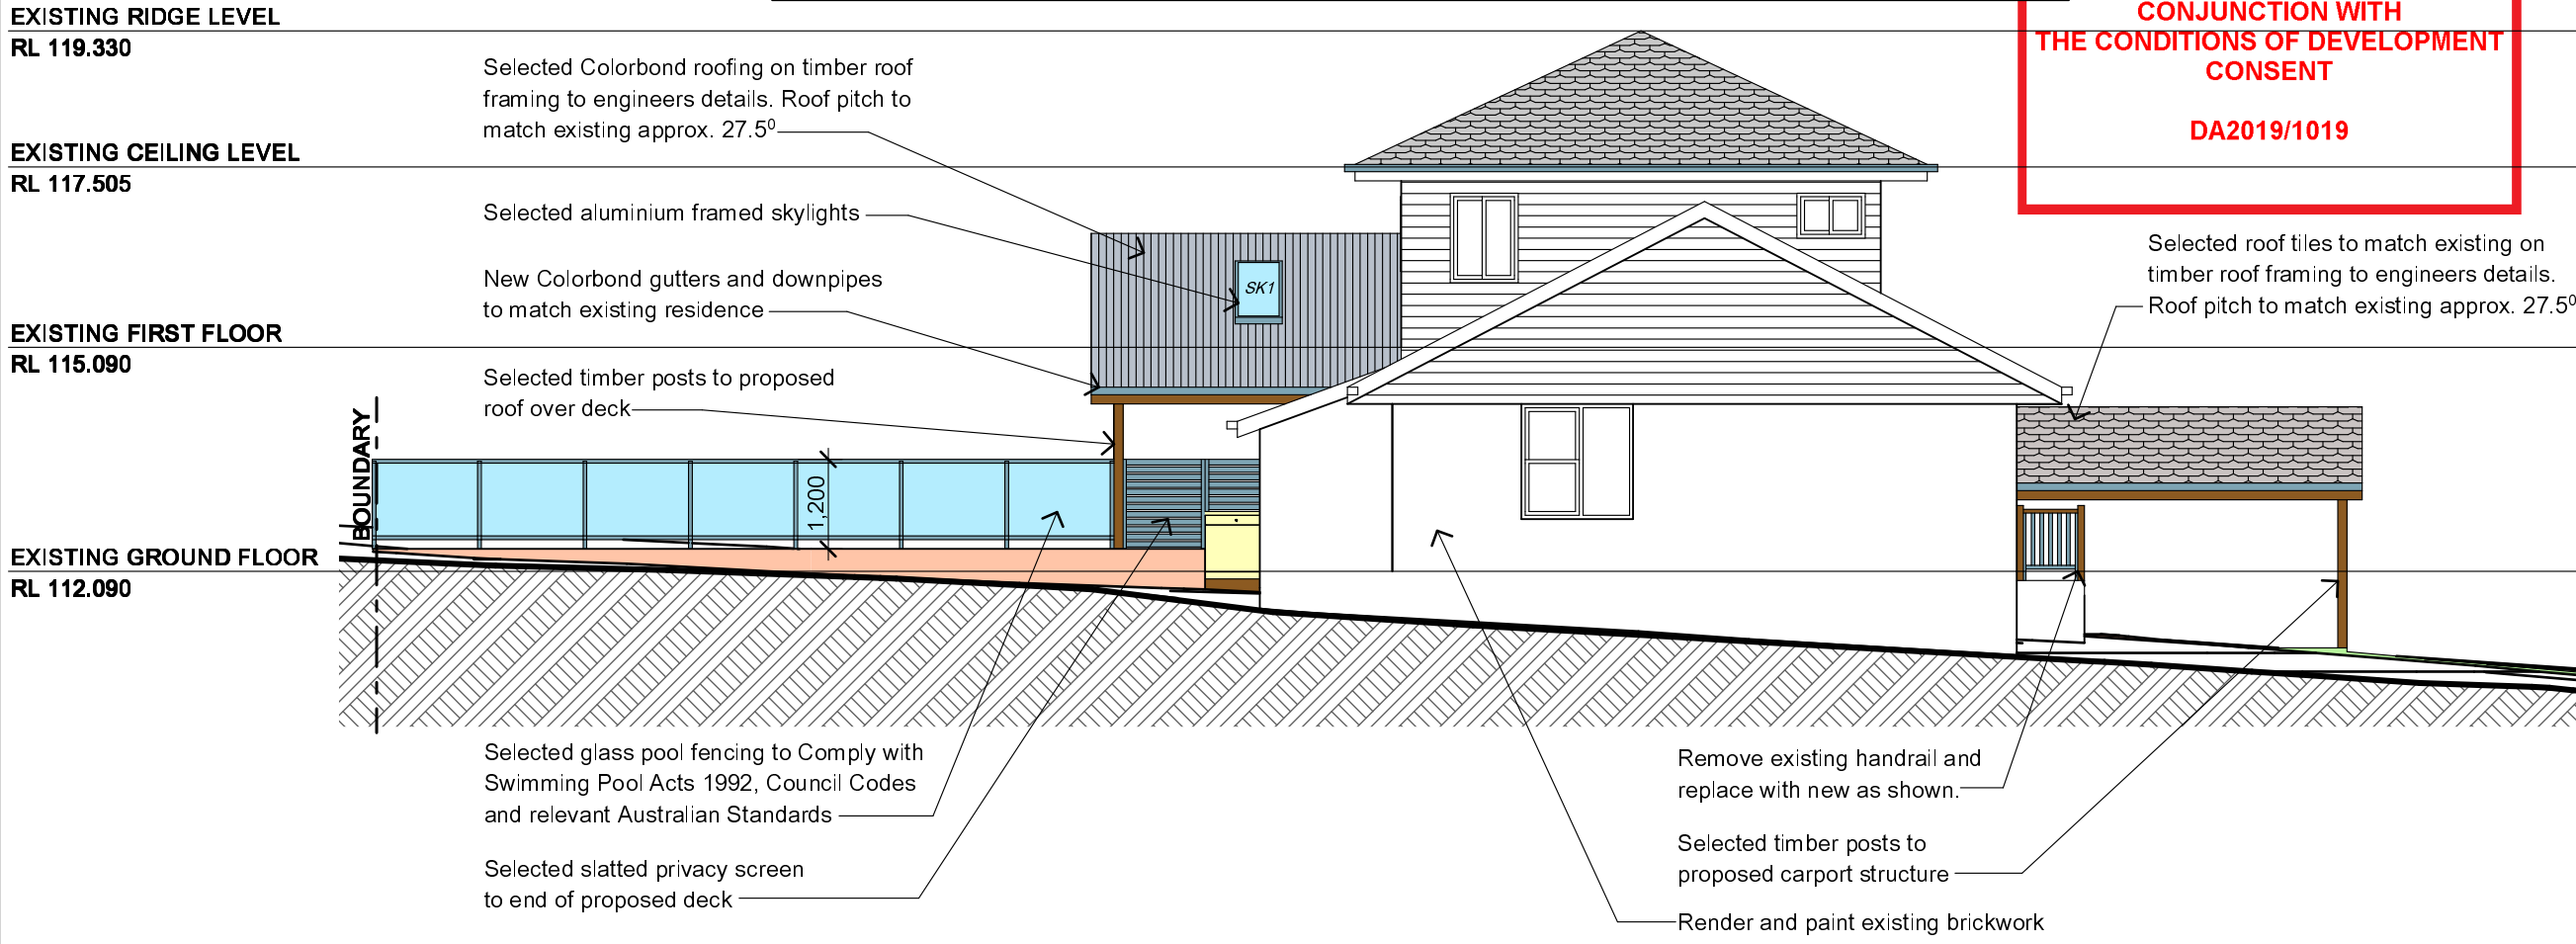 EXISTING RIDGE LEVEL
RL 119.330
EXISTING CEILING LEVEL
RL 117.505
EXISTING FIRST FLOOR
RL 115.090
EXISTING GROUND FLOOR
RL 112.090
BOUNDARY
Selected Colorbond roofing on timber roof
framing to engineers details. Roof pitch to
match existing approx. 27.5⁰
Selected aluminium framed skylights
New Colorbond gutters and downpipes
to match existing residence
Selected timber posts to proposed
roof over deck
SK1
1,200
CONJUNCTION WITH
THE CONDITIONS OF DEVELOPMENT
CONSENT
DA2019/1019
Selected roof tiles to match existing on
timber roof framing to engineers details.
Roof pitch to match existing approx. 27.5⁰
Selected glass pool fencing to Comply with
Swimming Pool Acts 1992, Council Codes
and relevant Australian Standards
Selected slatted privacy screen
to end of proposed deck
Remove existing handrail and
replace with new as shown.
Selected timber posts to
proposed carport structure
Render and paint existing brickwork